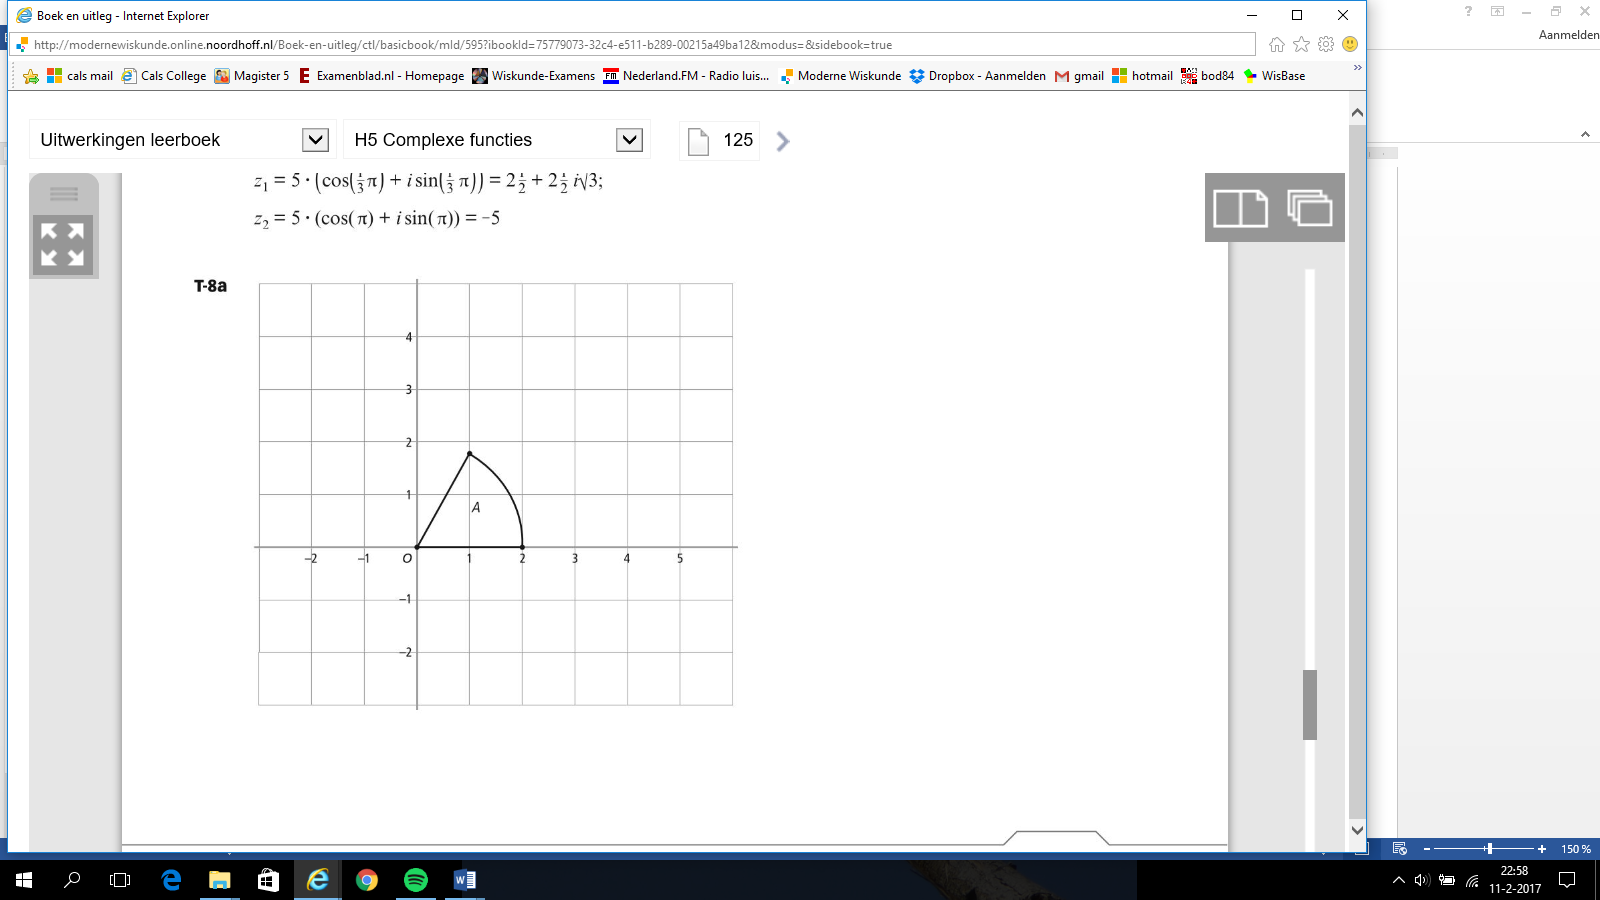 Boek en uitleg - Internet Explorer
Aanmelden
http://modernewiskunde.online.noordhoff.nl/Boek-en-uitleg/ctl/basicbook/mId/595?ibookId=75779073-32c4-e511-b289-00215a49ba12&modus=&sidebook=true
cals mail Cals College Magister 5 Examenblad.nl - Homepage Wiskunde-Examens Nederland.FM - Radio luis... Moderne Wiskunde Dropbox - Aanmelden gmail hotmail bod84 WisBase
Uitwerkingen leerboek H5 Complexe functies 125
z₁ = 5 · (cos(⅓π) + i sin(⅓ π)) = 2½ + 2½ i√3;
z₂ = 5 · (cos(π) + i sin(π)) = –5
T-8a
4
3
2
1
A
–2 –1 O 1 2 3 4 5
–1
–2
150 %
22:58
11-2-2017